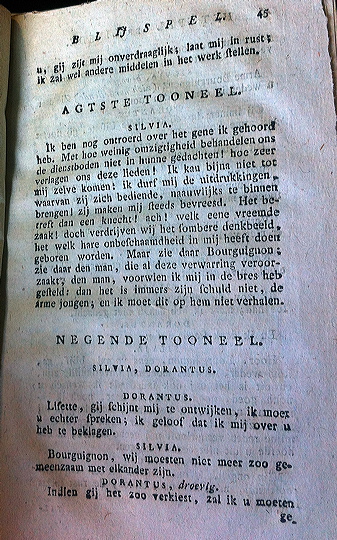 BLIJSPEL. 45
u, gij zijt mij onverdraaglijk; laat mij in rust;
ik zal wel andere middelen in het werk ſtellen.
AGTSTE TOONEEL.
SILVIA.
Ik ben nog ontroerd over het gene ik gehoord
heb. Met hoe weinig omzigtigheid behandelen ons
de dienstboden niet in hunne gedachten! hoe zeer
verlagen ons deze lieden! Ik kan bijna niet tot
mij zelve komen! ik durf mij de uitdrukkingen,
waarvan zij zich bediende, naauwlijks te binnen
brengen! zij maken mij ſteeds bevreesd. Het be-
treft dan een knecht! ach! welk eene vreemde
zaak! doch verdrijven wij het ſombere denkbeeld,
het welk hare onbeſchaamdheid in mij heeft doen
geboren worden. Maar zie daar Bourguignon;
zie daar den man, die al deze verwarring veroor-
zaakt; den man, voorwien ik mij in de bres heb
geſteld: dan het is immers zijn ſchuld niet, de
arme jongen; en ik moet dit op hem niet verhalen.
NEGENDE TOONEEL.
SILVIA, DORANTUS.
DORANTUS.
Liſette, gij ſchijnt mij te ontwijken, ik moet
u echter ſpreken; ik geloof dat ik mij over u
heb te beklagen.
SILVIA.
Bourguignon, wij moesten niet meer zoo ge-
meenzaam met elkander zijn.
DORANTUS, droevig.
Indien gij het zoo verkiest, zal ik u moeten
ge-